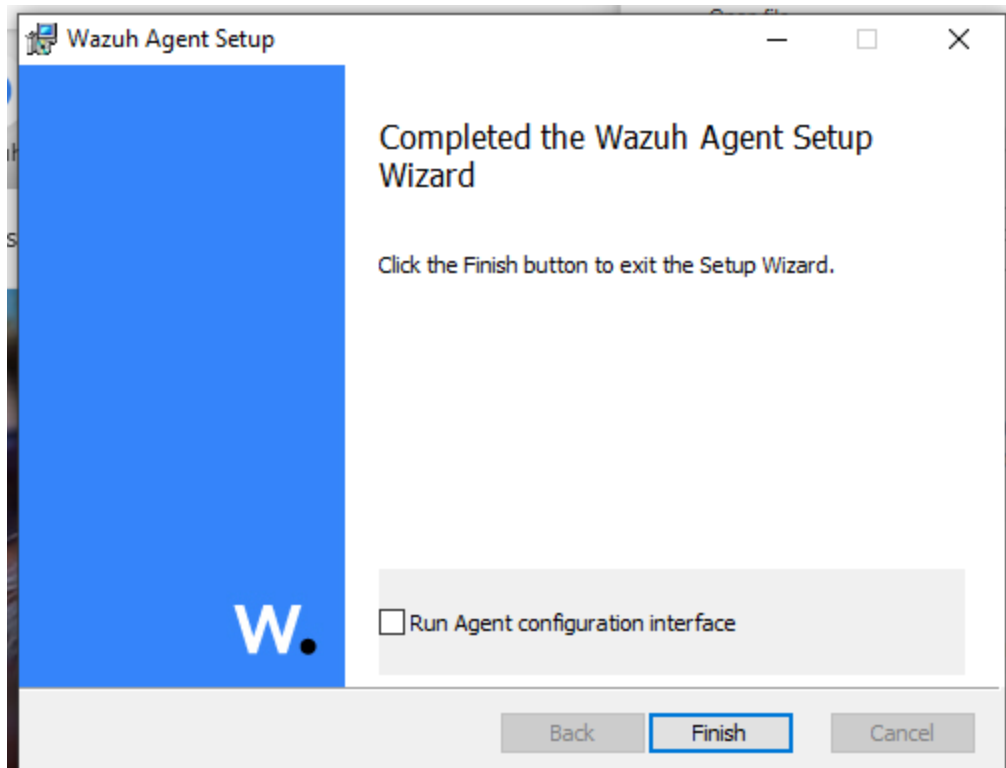 Wazuh Agent Setup
Completed the Wazuh Agent Setup
Wizard
Click the Finish button to exit the Setup Wizard.
W.
Run Agent configuration interface
Back
Finish
Cancel